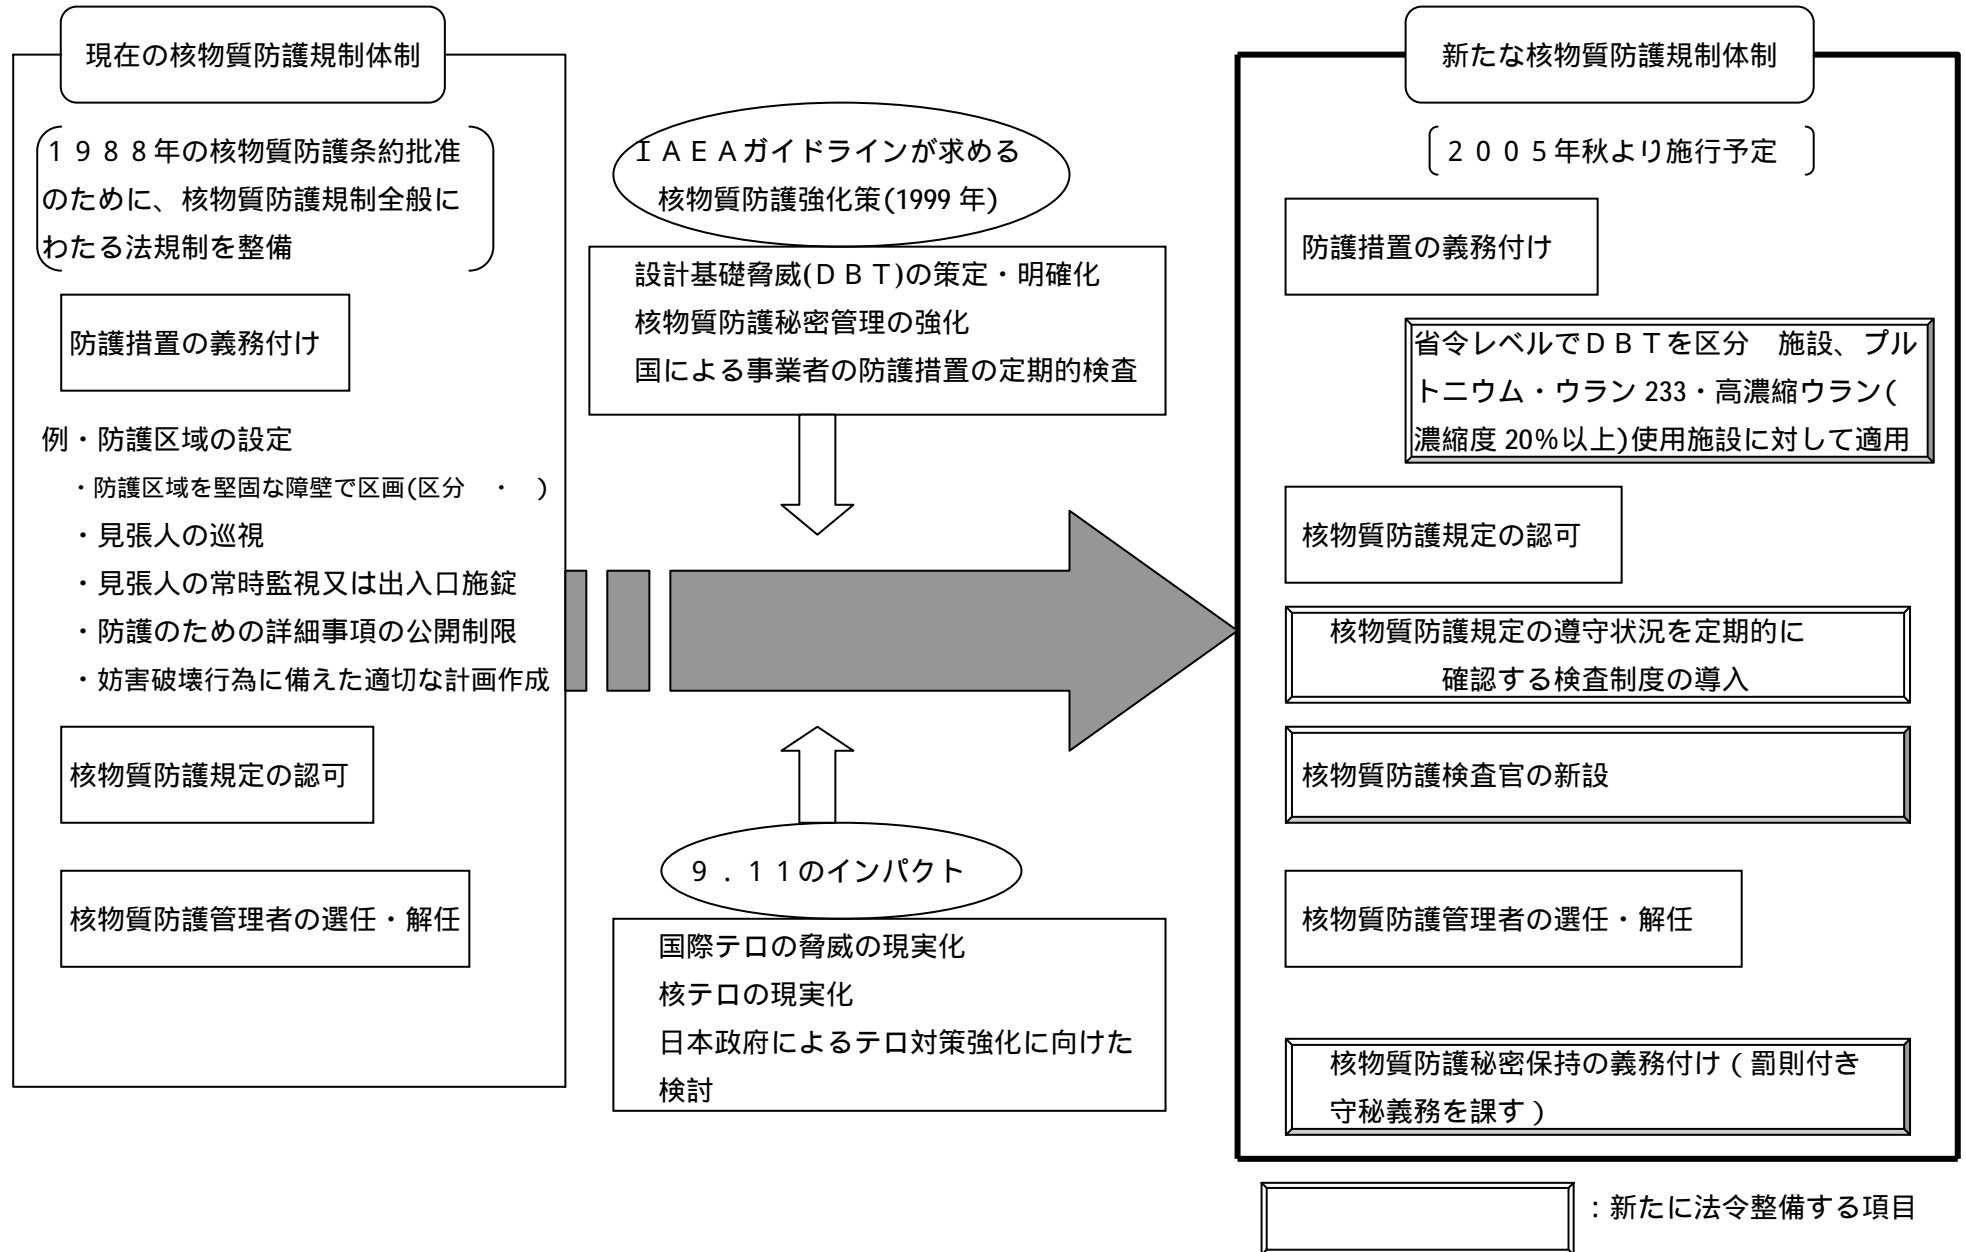 現在の核物質防護規制体制
1988年の核物質防護条約批准
のために、核物質防護規制全般に
わたる法規制を整備
防護措置の義務付け
例・防護区域の設定
・防護区域を堅固な障壁で区画(区分　・　)
・見張人の巡視
・見張人の常時監視又は出入口施錠
・防護のための詳細事項の公開制限
・妨害破壊行為に備えた適切な計画作成
核物質防護規定の認可
核物質防護管理者の選任・解任
IAEAガイドラインが求める
核物質防護強化策(1999年)
設計基礎脅威(DBT)の策定・明確化
核物質防護秘密管理の強化
国による事業者の防護措置の定期的検査
9.11のインパクト
国際テロの脅威の現実化
核テロの現実化
日本政府によるテロ対策強化に向けた
検討
新たな核物質防護規制体制
2005年秋より施行予定
防護措置の義務付け
省令レベルでDBTを区分　施設、プル
トニウム・ウラン233・高濃縮ウラン(
濃縮度20%以上)使用施設に対して適用
核物質防護規定の認可
核物質防護規定の遵守状況を定期的に
確認する検査制度の導入
核物質防護検査官の新設
核物質防護管理者の選任・解任
核物質防護秘密保持の義務付け(罰則付き
守秘義務を課す)
:新たに法令整備する項目